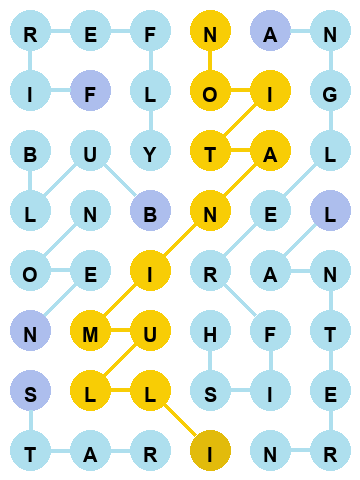 R E F N A N
I F L O I G
B U Y T A L
L N B N E L
O E I R A N
N M U H F T
S L L S I E
T A R I N R